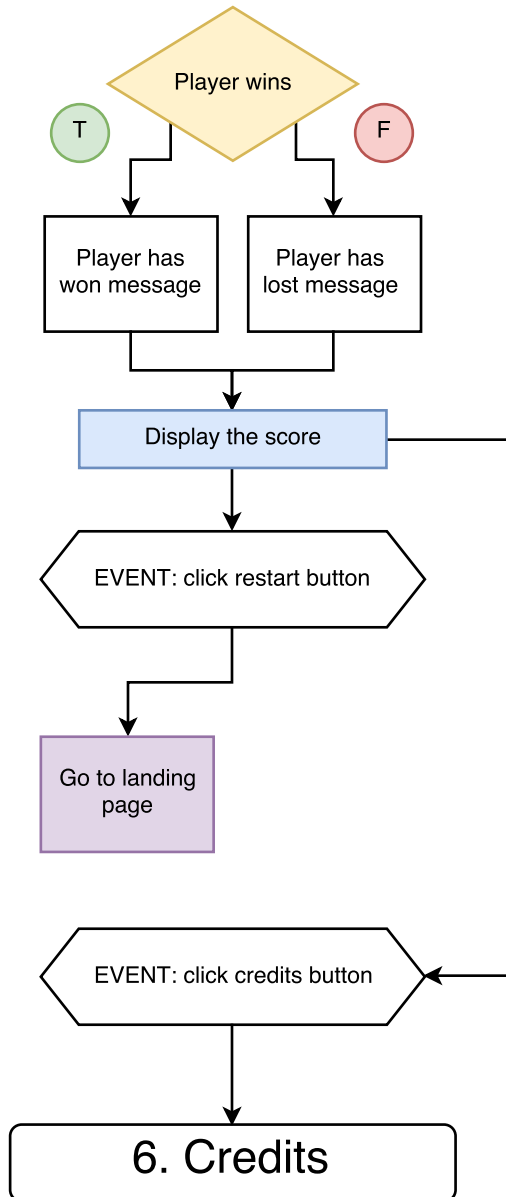 Player wins
T
F
Player has
won message
Player has
lost message
Display the score
EVENT: click restart button
Go to landing
page
EVENT: click credits button
6. Credits